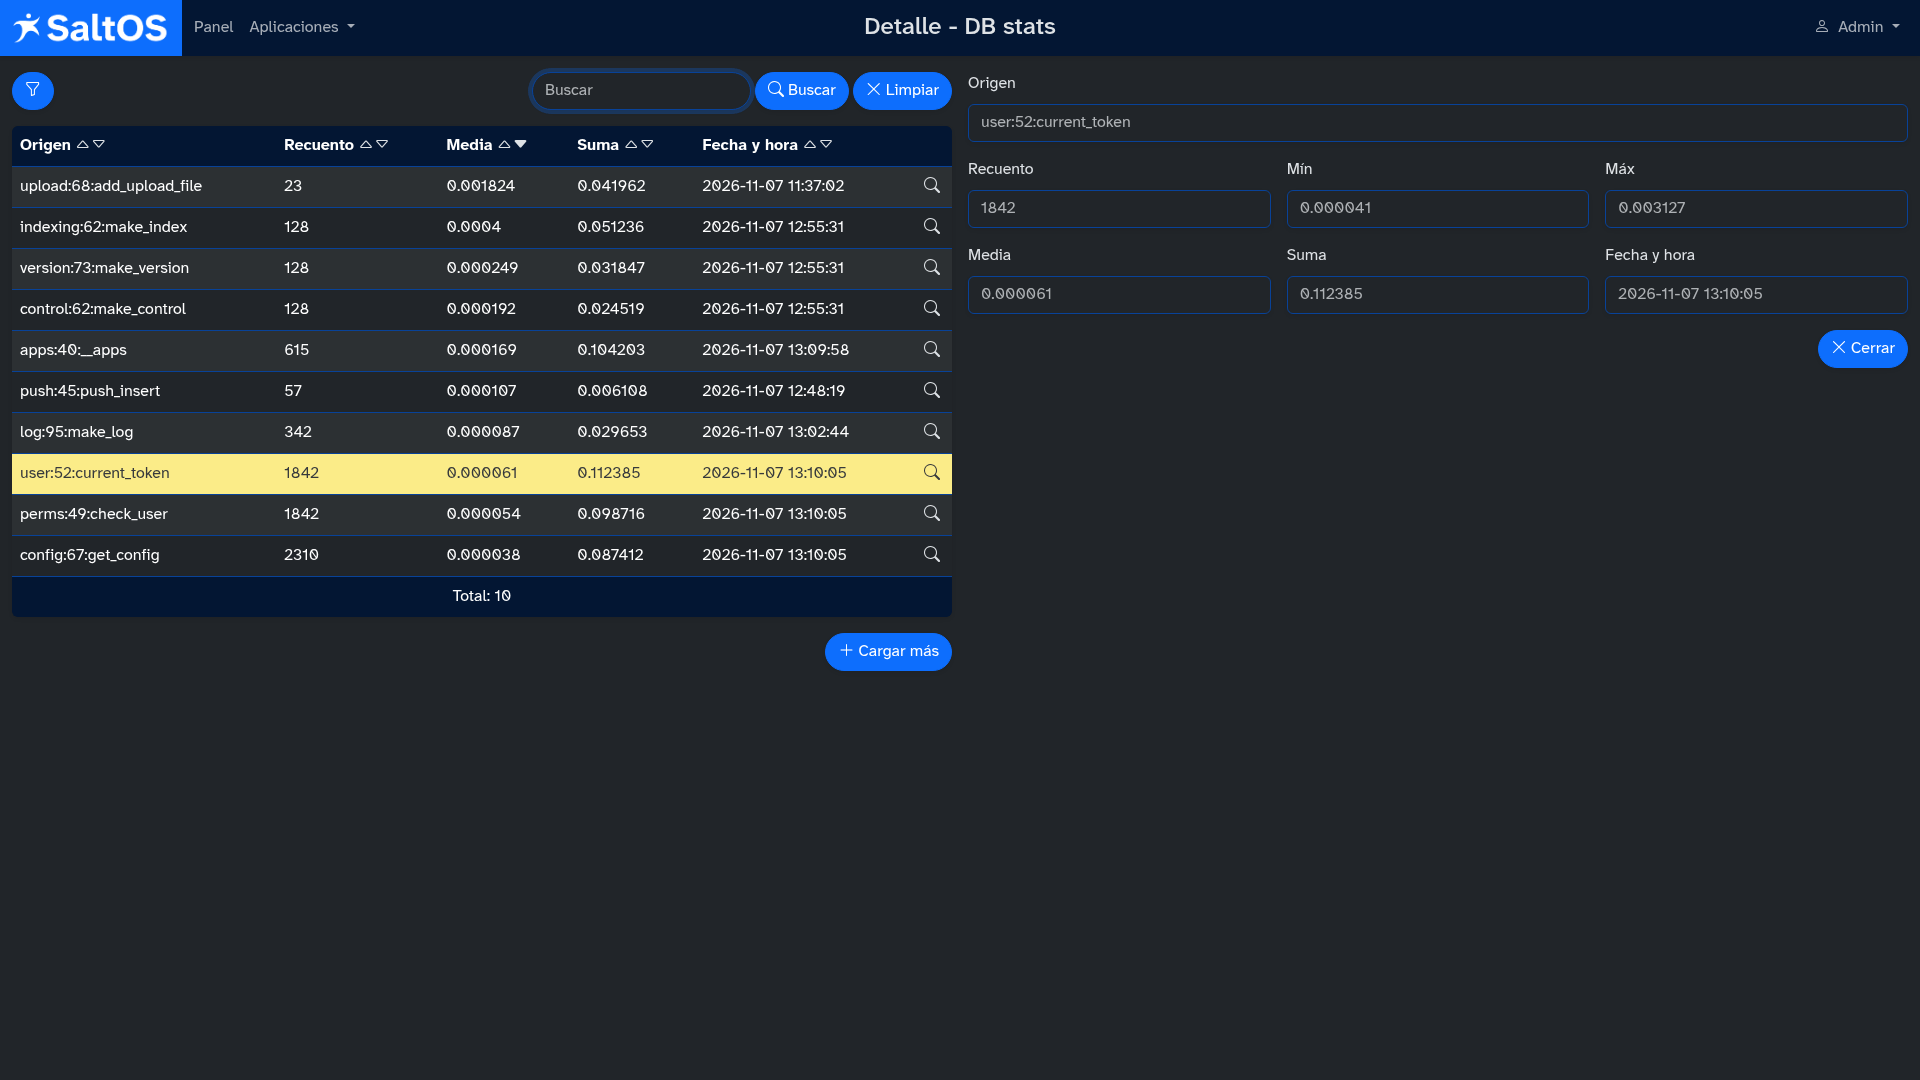 SaltOS Panel Aplicaciones Detalle - DB stats Admin
Buscar Buscar Limpiar
Origen Recuento Media Suma Fecha y hora
upload:68:add_upload_file 23 0.001824 0.041962 2026-11-07 11:37:02
indexing:62:make_index 128 0.0004 0.051236 2026-11-07 12:55:31
version:73:make_version 128 0.000249 0.031847 2026-11-07 12:55:31
control:62:make_control 128 0.000192 0.024519 2026-11-07 12:55:31
apps:40:__apps 615 0.000169 0.104203 2026-11-07 13:09:58
push:45:push_insert 57 0.000107 0.006108 2026-11-07 12:48:19
log:95:make_log 342 0.000087 0.029653 2026-11-07 13:02:44
user:52:current_token 1842 0.000061 0.112385 2026-11-07 13:10:05
perms:49:check_user 1842 0.000054 0.098716 2026-11-07 13:10:05
config:67:get_config 2310 0.000038 0.087412 2026-11-07 13:10:05
Total: 10
Cargar más
Origen
user:52:current_token
Recuento Mín Máx
1842 0.000041 0.003127
Media Suma Fecha y hora
0.000061 0.112385 2026-11-07 13:10:05
Cerrar